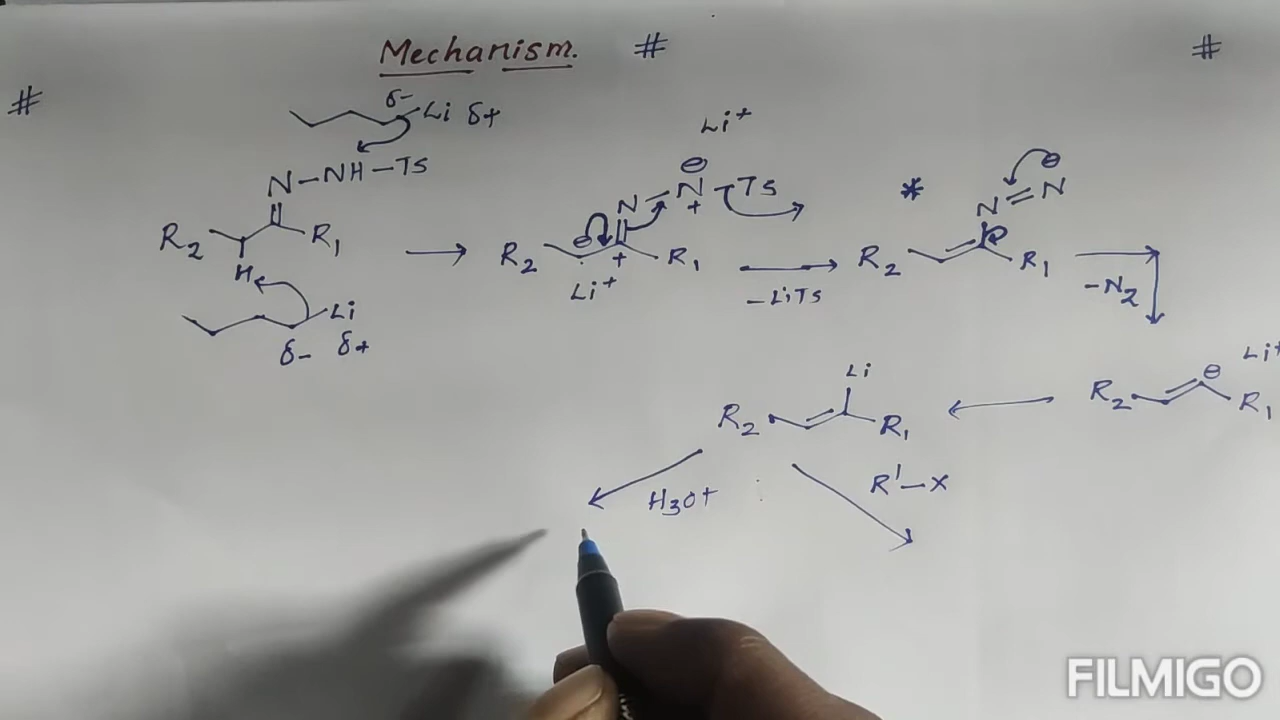 Mechanism. #
#
#
δ-
Li δ+
N-NH-Ts
R2 R1
H
Li
δ- δ+
Li+
⊖
N=N-Ts
+
⊖
R2 + R1
Li+
-LiTs
*
⊖
N=N
R2 R1
-N2
⊖ Li+
R2 R1
Li
R2 R1
H3O+
R'-X
FILMIGO